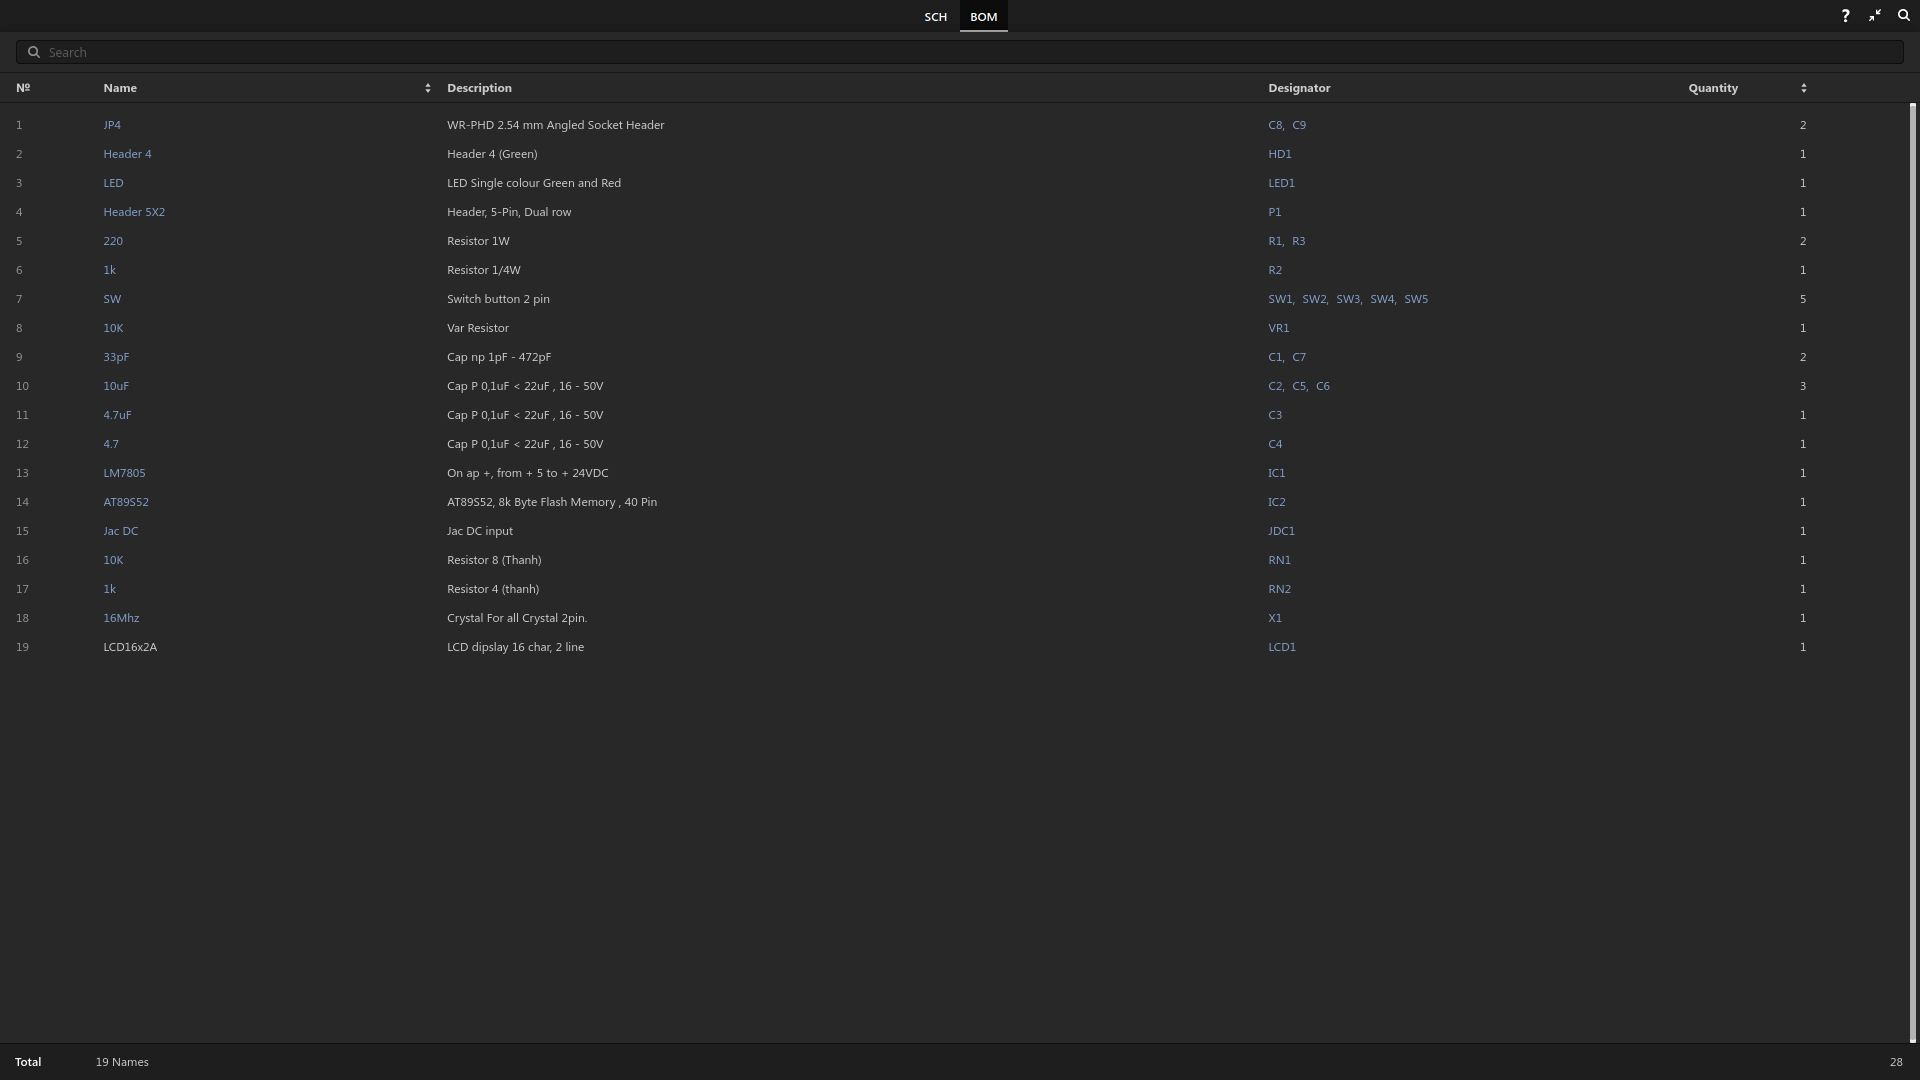 SCH BOM
?
Search
№ Name Description Designator Quantity
1 JP4 WR-PHD 2.54 mm Angled Socket Header C8, C9 2
2 Header 4 Header 4 (Green) HD1 1
3 LED LED Single colour Green and Red LED1 1
4 Header 5X2 Header, 5-Pin, Dual row P1 1
5 220 Resistor 1W R1, R3 2
6 1k Resistor 1/4W R2 1
7 SW Switch button 2 pin SW1, SW2, SW3, SW4, SW5 5
8 10K Var Resistor VR1 1
9 33pF Cap np 1pF - 472pF C1, C7 2
10 10uF Cap P 0,1uF < 22uF , 16 - 50V C2, C5, C6 3
11 4.7uF Cap P 0,1uF < 22uF , 16 - 50V C3 1
12 4.7 Cap P 0,1uF < 22uF , 16 - 50V C4 1
13 LM7805 On ap +, from + 5 to + 24VDC IC1 1
14 AT89S52 AT89S52, 8k Byte Flash Memory , 40 Pin IC2 1
15 Jac DC Jac DC input JDC1 1
16 10K Resistor 8 (Thanh) RN1 1
17 1k Resistor 4 (thanh) RN2 1
18 16Mhz Crystal For all Crystal 2pin. X1 1
19 LCD16x2A LCD dipslay 16 char, 2 line LCD1 1
Total 19 Names 28